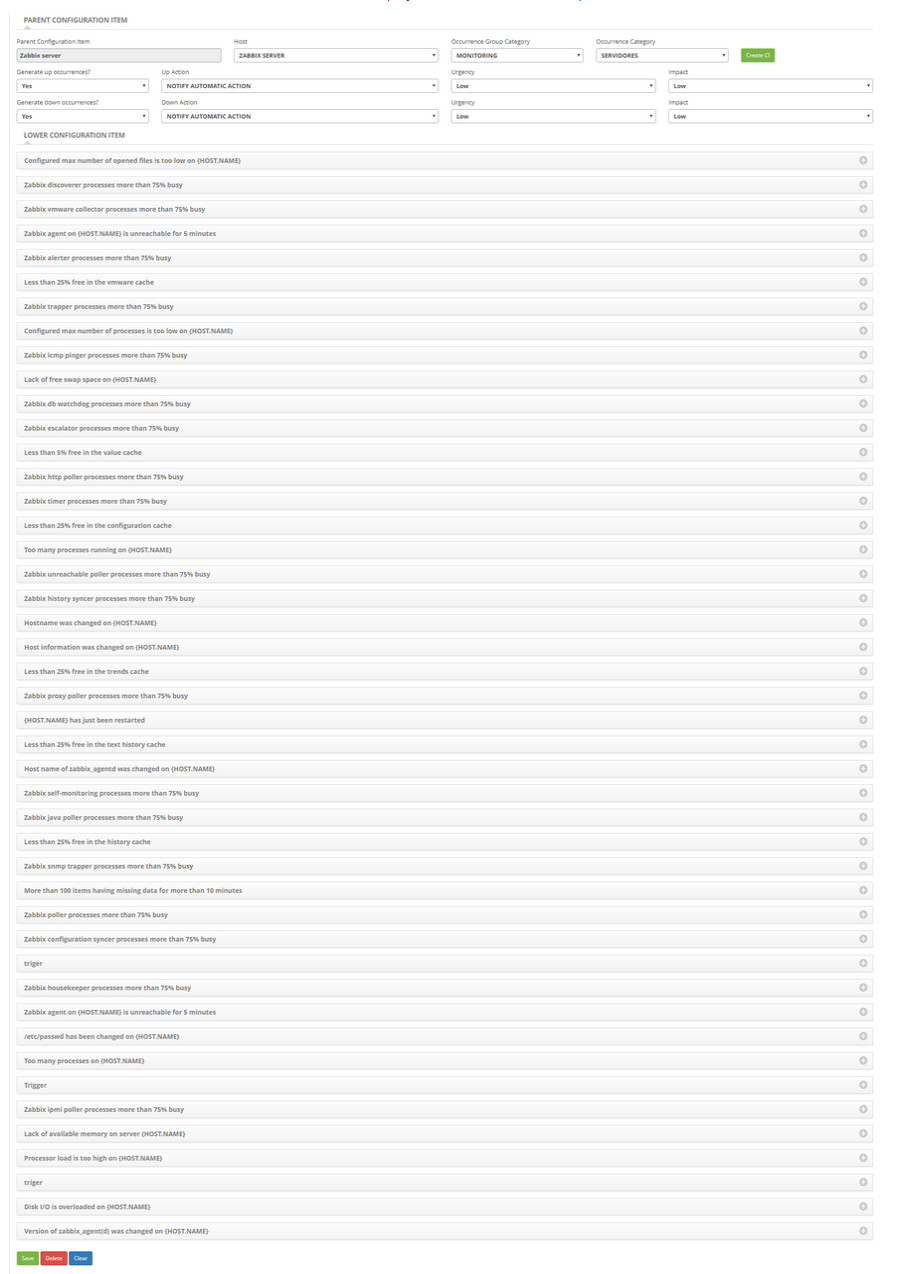 PARENT CONFIGURATION ITEM
Parent Configuration Item Host Occurrence Group Category Occurrence Category
Zabbix server ZABBIX SERVER MONITORING SERVIDORES Create CI
Generate up occurrences? Up Action Urgency Impact
Yes NOTIFY AUTOMATIC ACTION Low Low
Generate down occurrences? Down Action Urgency Impact
Yes NOTIFY AUTOMATIC ACTION Low Low
LOWER CONFIGURATION ITEM
Configured max number of opened files is too low on {HOST.NAME}
Zabbix discoverer processes more than 75% busy
Zabbix vmware collector processes more than 75% busy
Zabbix agent on {HOST.NAME} is unreachable for 5 minutes
Zabbix alerter processes more than 75% busy
Less than 25% free in the vmware cache
Zabbix trapper processes more than 75% busy
Configured max number of processes is too low on {HOST.NAME}
Zabbix icmp pinger processes more than 75% busy
Lack of free swap space on {HOST.NAME}
Zabbix db watchdog processes more than 75% busy
Zabbix escalator processes more than 75% busy
Less than 5% free in the value cache
Zabbix http poller processes more than 75% busy
Zabbix timer processes more than 75% busy
Less than 25% free in the configuration cache
Too many processes running on {HOST.NAME}
Zabbix unreachable poller processes more than 75% busy
Zabbix history syncer processes more than 75% busy
Hostname was changed on {HOST.NAME}
Host information was changed on {HOST.NAME}
Less than 25% free in the trends cache
Zabbix proxy poller processes more than 75% busy
{HOST.NAME} has just been restarted
Less than 25% free in the text history cache
Host name of zabbix_agentd was changed on {HOST.NAME}
Zabbix self-monitoring processes more than 75% busy
Zabbix java poller processes more than 75% busy
Less than 25% free in the history cache
Zabbix snmp trapper processes more than 75% busy
More than 100 items having missing data for more than 10 minutes
Zabbix poller processes more than 75% busy
Zabbix configuration syncer processes more than 75% busy
triger
Zabbix housekeeper processes more than 75% busy
Zabbix agent on {HOST.NAME} is unreachable for 5 minutes
/etc/passwd has been changed on {HOST.NAME}
Too many processes on {HOST.NAME}
Trigger
Zabbix ipmi poller processes more than 75% busy
Lack of available memory on server {HOST.NAME}
Processor load is too high on {HOST.NAME}
triger
Disk I/O is overloaded on {HOST.NAME}
Version of zabbix_agent(d) was changed on {HOST.NAME}
Save Delete Clear